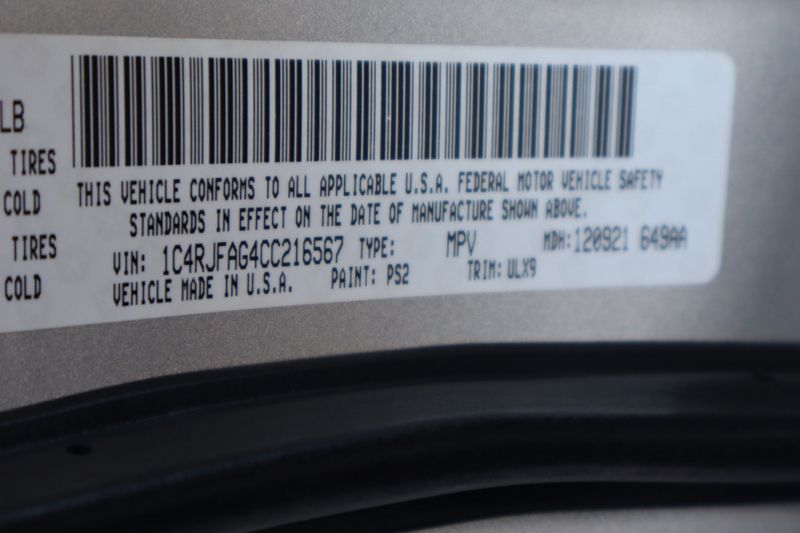 LB
TIRES
COLD
TIRES
COLD
THIS VEHICLE CONFORMS TO ALL APPLICABLE U.S.A. FEDERAL MOTOR VEHICLE SAFETY
STANDARDS IN EFFECT ON THE DATE OF MANUFACTURE SHOWN ABOVE.
VIN: 1C4RJFAG4CC216567 TYPE: MPV MDH:120921 649AA
VEHICLE MADE IN U.S.A. PAINT: PS2 TRIM: ULX9